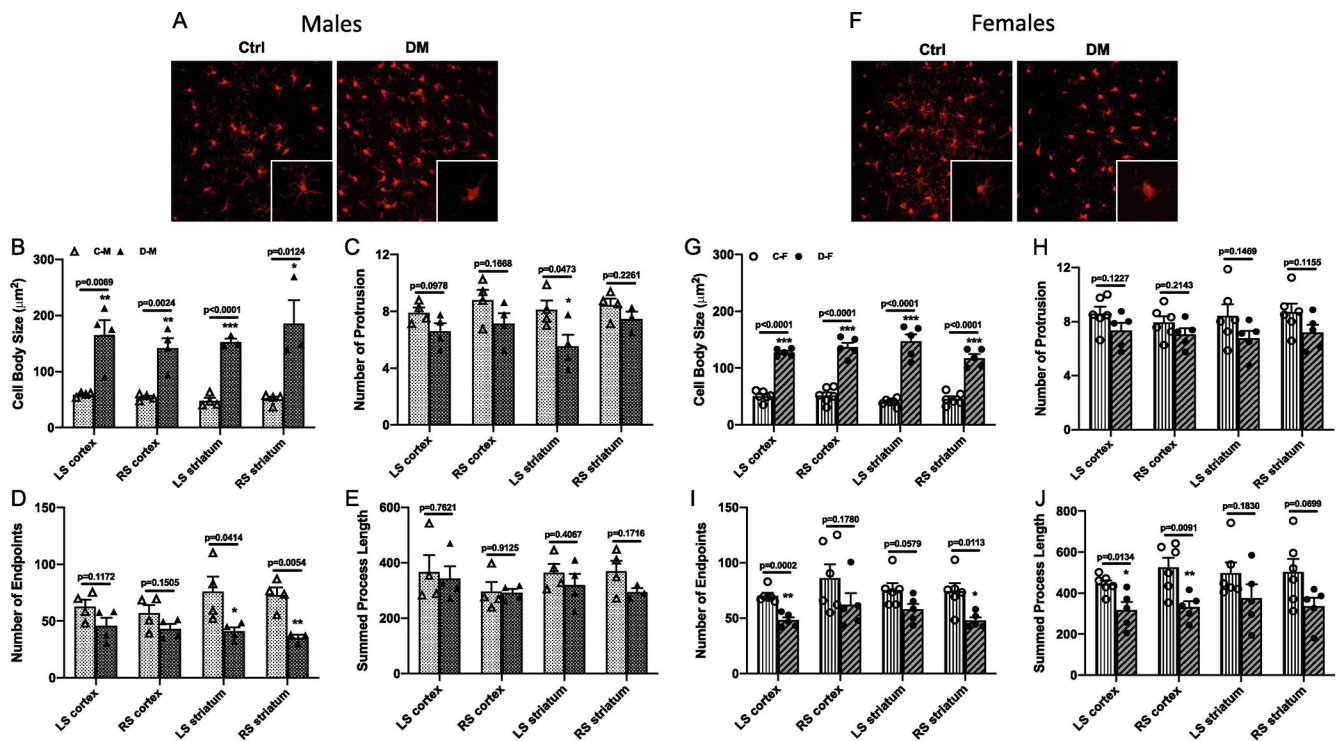 A Males
Ctrl DM
F Females
Ctrl DM
B C-M D-M
Cell Body Size (μm²)
300
200
100
0
p=0.0069
**
p=0.0024
**
<0.0001
***
p=0.0124
*
LS cortex
RS cortex
LS striatum
RS striatum
C
Number of Protrusion
12
8
4
0
p=0.0978
p=0.1668
p=0.0473
*
p=0.2261
LS cortex
RS cortex
LS striatum
RS striatum
G C-F D-F
Cell Body Size (μm²)
300
200
100
0
p<0.0001
***
p<0.0001
***
p<0.0001
***
p<0.0001
***
LS cortex
RS cortex
LS striatum
RS striatum
H
Number of Protrusion
12
8
4
0
p=0.1227
p=0.2143
p=0.1469
p=0.1155
LS cortex
RS cortex
LS striatum
RS striatum
D
Number of Endpoints
150
100
50
0
p=0.1172
p=0.1505
p=0.0414
*
p=0.0054
**
LS cortex
RS cortex
LS striatum
RS striatum
E
Summed Process Length
600
400
200
0
p=0.7621
p=0.9125
p=0.4067
p=0.1716
LS cortex
RS cortex
LS striatum
RS striatum
I
Number of Endpoints
150
100
50
0
p=0.0002
**
p=0.1780
p=0.0579
p=0.0113
*
LS cortex
RS cortex
LS striatum
RS striatum
J
Summed Process Length
800
600
400
200
0
p=0.0134
*
p=0.0091
**
p=0.1830
p=0.0699
LS cortex
RS cortex
LS striatum
RS striatum